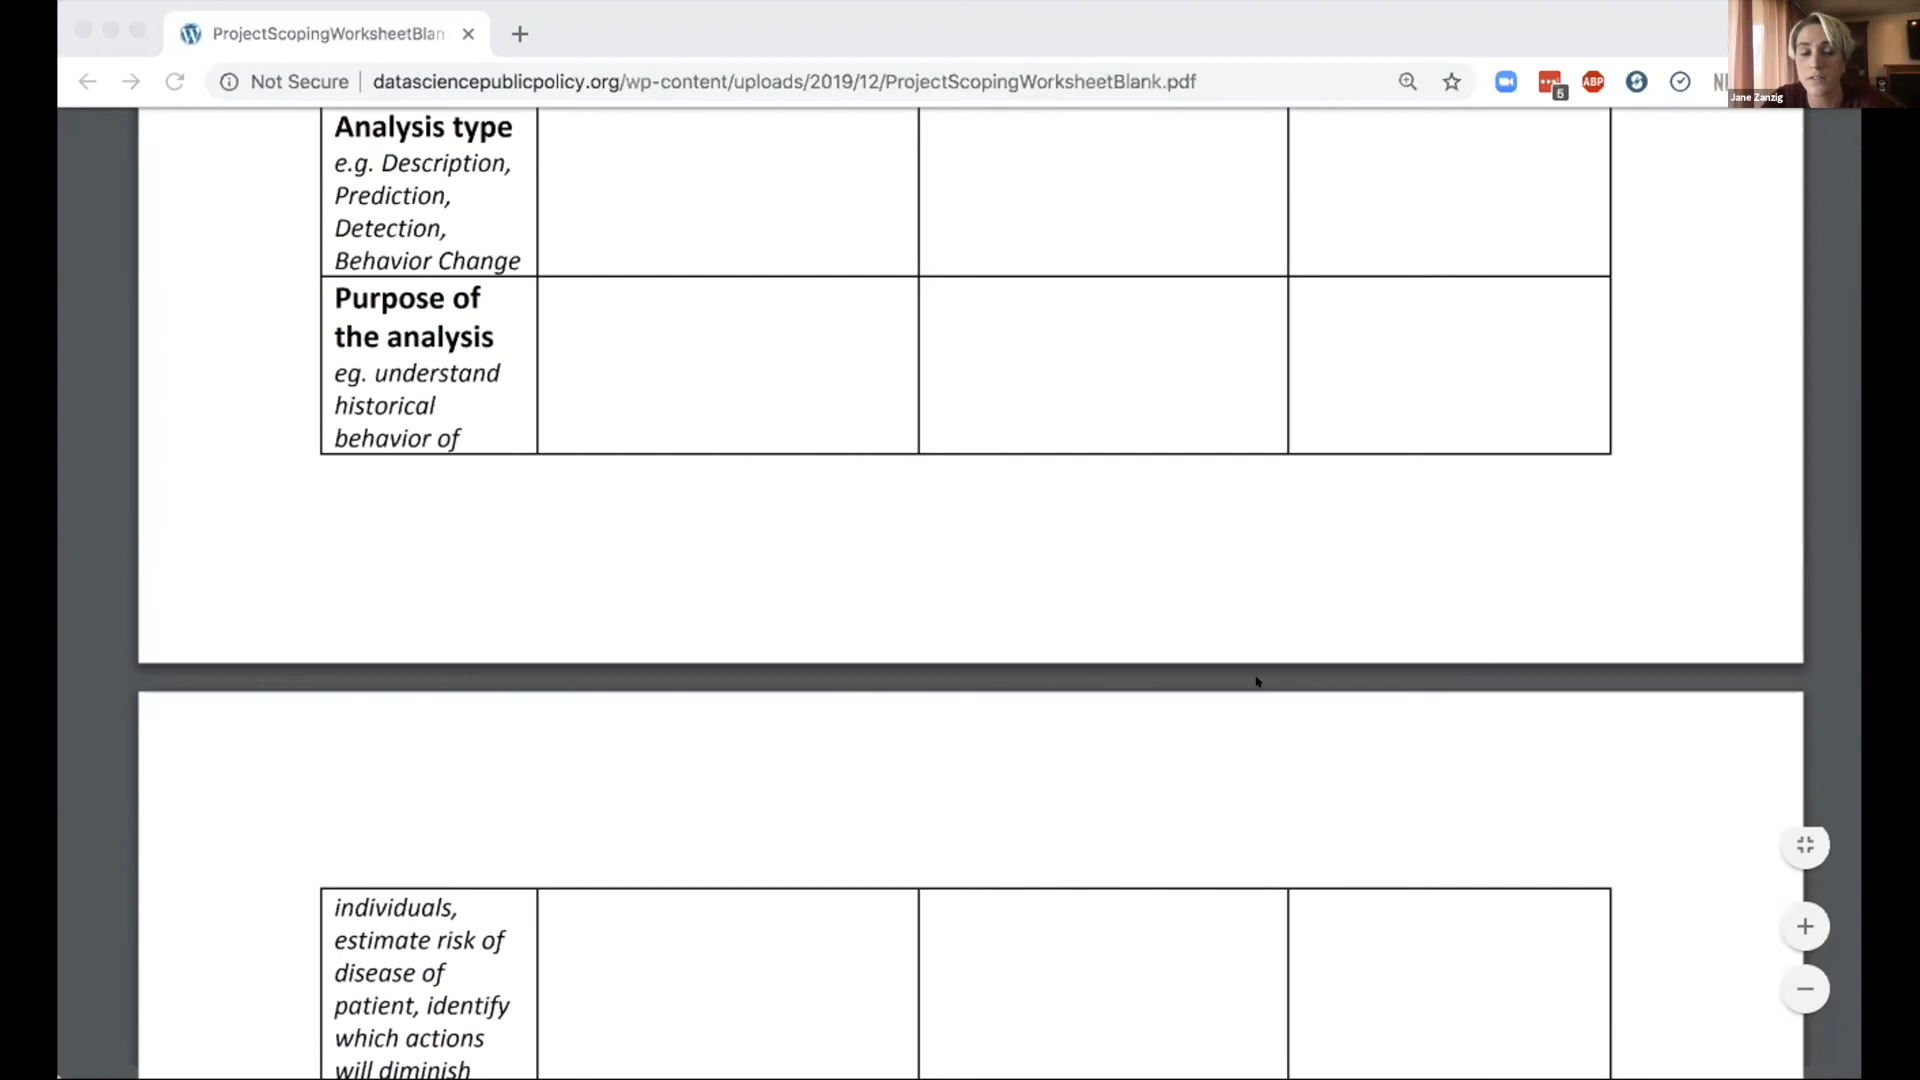 ProjectScopingWorksheetBlan
Not Secure
datasciencepublicpolicy.org/wp-content/uploads/2019/12/ProjectScopingWorksheetBlank.pdf
5
ABP
Jane Zanzig
Analysis type
e.g. Description,
Prediction,
Detection,
Behavior Change
Purpose of
the analysis
eg. understand
historical
behavior of
individuals,
estimate risk of
disease of
patient, identify
which actions
will diminish